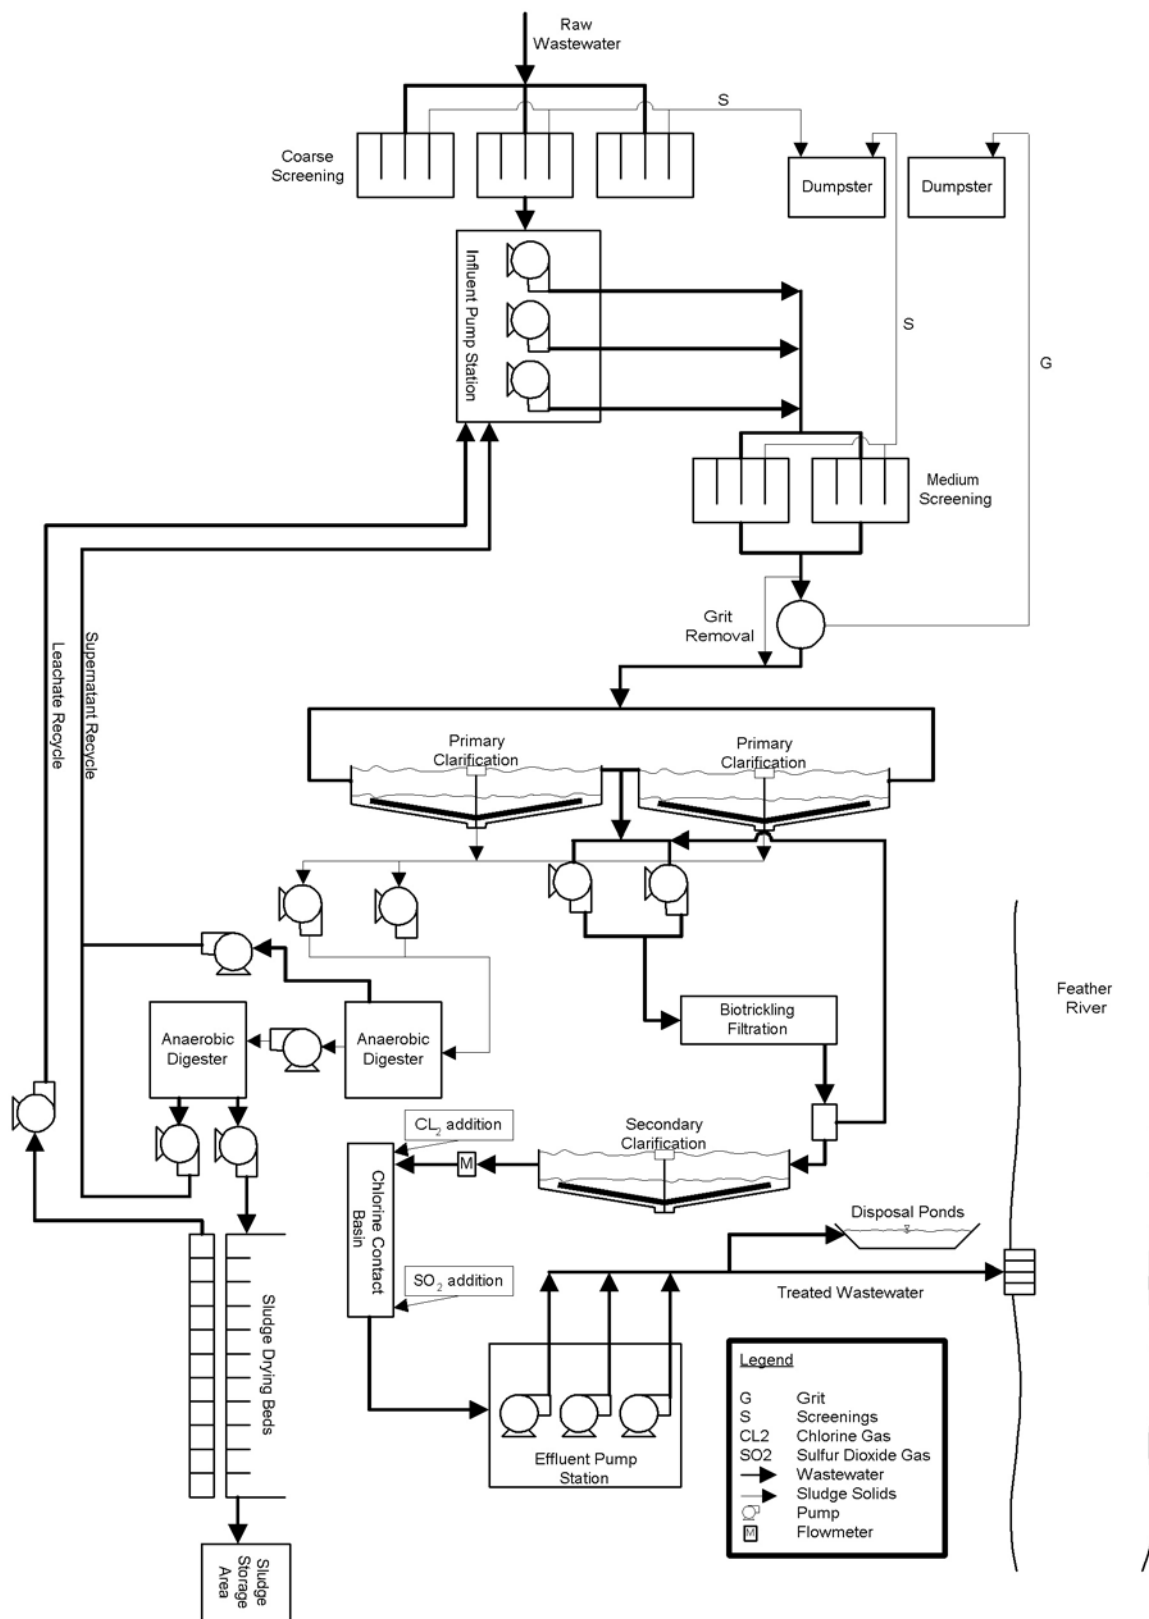 Raw
Wastewater
S
Coarse
Screening
Dumpster
Dumpster
Influent Pump Station
S
G
Medium
Screening
Grit
Removal
Supernatant Recycle
Leachate Recycle
Primary
Clarification
Primary
Clarification
Feather
River
Biotrickling
Filtration
Anaerobic
Digester
Anaerobic
Digester
CL2 addition
Secondary
Clarification
M
Chlorine Contact
Basin
Disposal Ponds
SO2 addition
Treated Wastewater
Sludge Drying Beds
Effluent Pump
Station
Legend
G Grit
S Screenings
CL2 Chlorine Gas
SO2 Sulfur Dioxide Gas
Wastewater
Sludge Solids
Pump
M Flowmeter
Sludge
Storage
Area